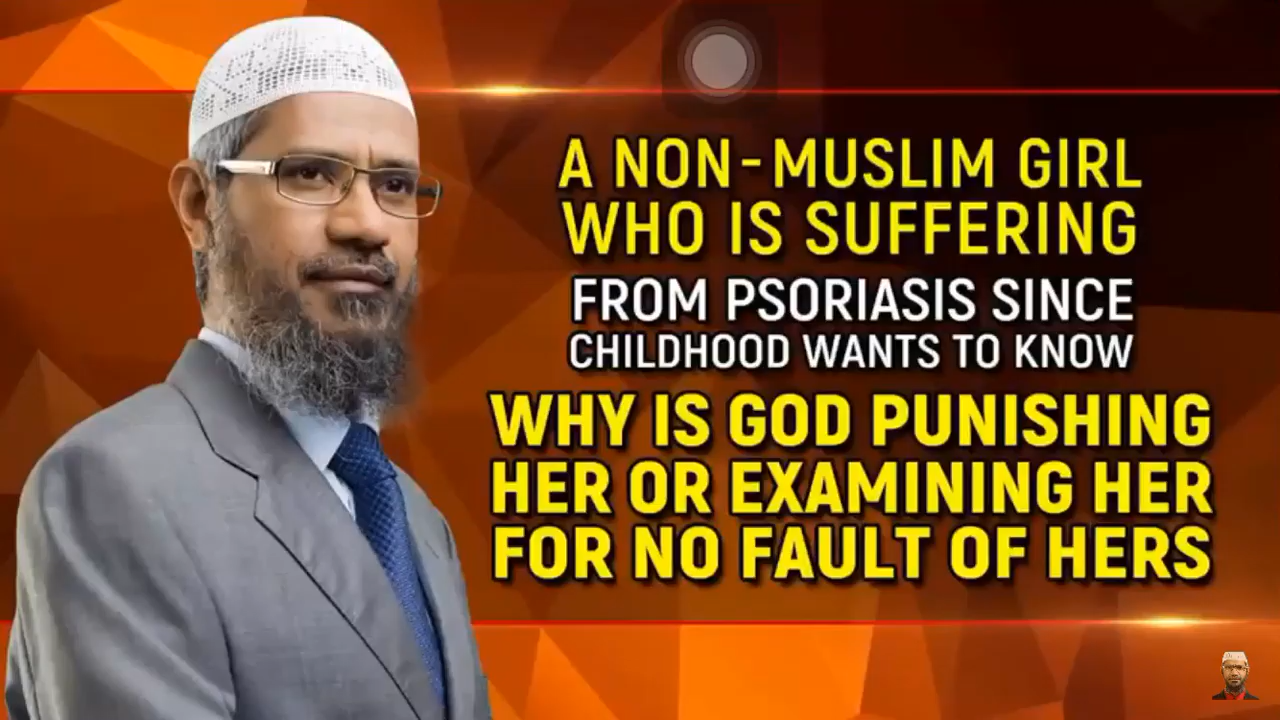 A NON-MUSLIM GIRL
WHO IS SUFFERING
FROM PSORIASIS SINCE
CHILDHOOD WANTS TO KNOW
WHY IS GOD PUNISHING
HER OR EXAMINING HER
FOR NO FAULT OF HERS